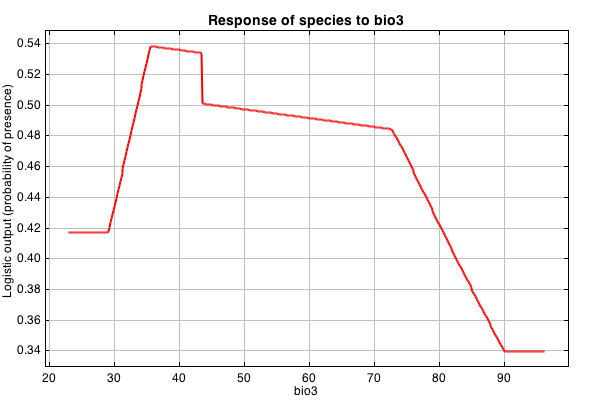 Response of species to bio3
Logistic output (probability of presence)
0.54
0.52
0.50
0.48
0.46
0.44
0.42
0.40
0.38
0.36
0.34
20 30 40 50 60 70 80 90
bio3